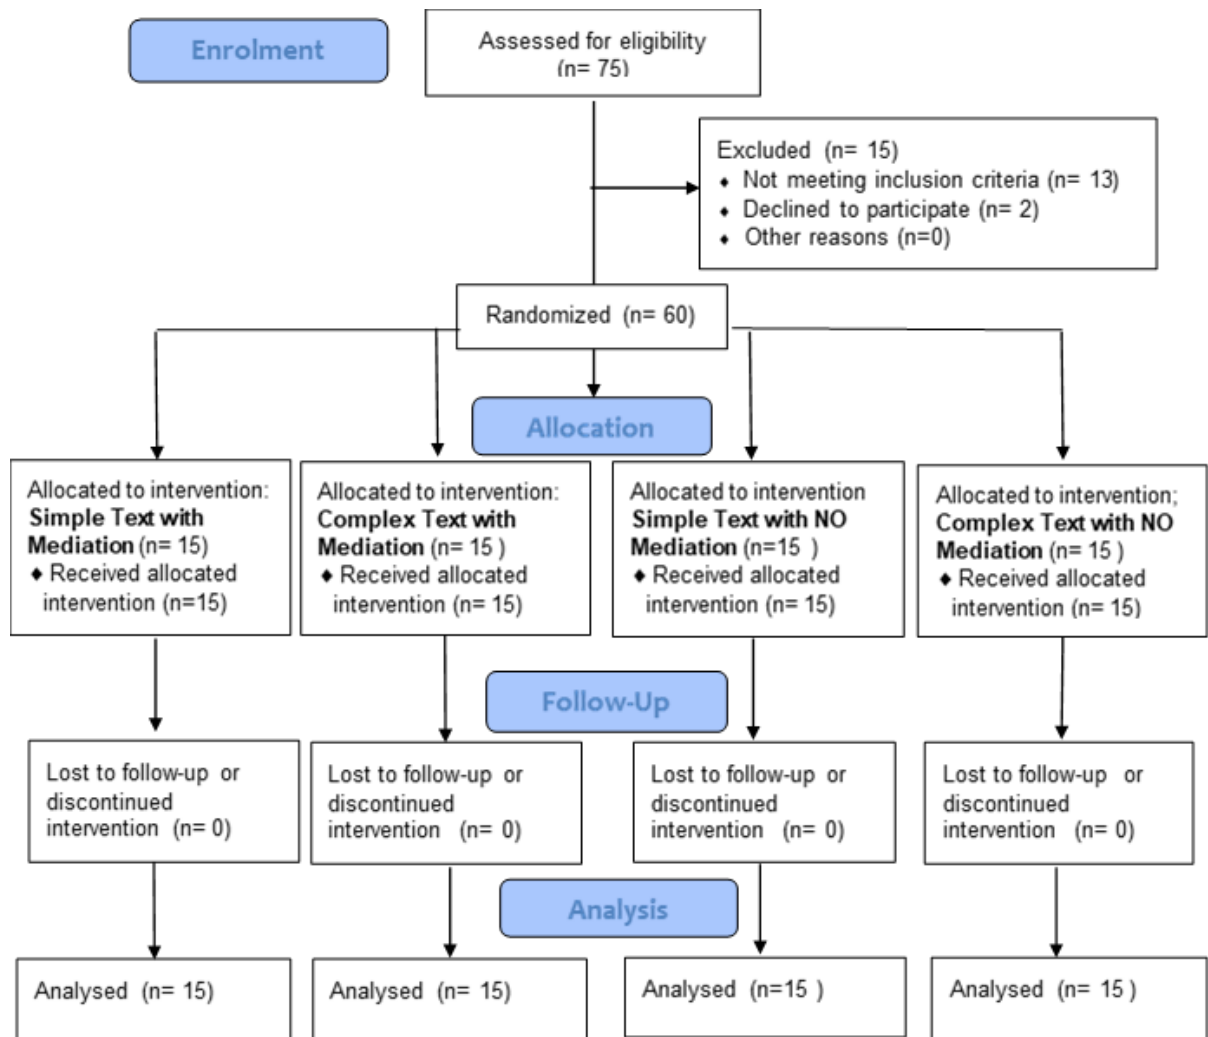 Enrolment
Assessed for eligibility
(n= 75)
Excluded (n= 15)
♦ Not meeting inclusion criteria (n= 13)
♦ Declined to participate (n= 2)
♦ Other reasons (n=0)
Randomized (n= 60)
Allocation
Allocated to intervention:
Simple Text with
Mediation (n= 15)
♦ Received allocated
intervention (n=15)
Allocated to intervention:
Complex Text with
Mediation (n= 15 )
♦ Received allocated
intervention (n= 15)
Allocated to intervention
Simple Text with NO
Mediation (n=15 )
♦ Received allocated
intervention (n= 15)
Allocated to intervention;
Complex Text with NO
Mediation (n= 15 )
♦ Received allocated
intervention (n= 15)
Follow-Up
Lost to follow-up or
discontinued
intervention (n= 0)
Lost to follow-up or
discontinued
intervention (n= 0)
Lost to follow-up or
discontinued
intervention (n= 0)
Lost to follow-up or
discontinued
intervention (n= 0)
Analysis
Analysed (n= 15)
Analysed (n= 15)
Analysed (n=15 )
Analysed (n= 15 )